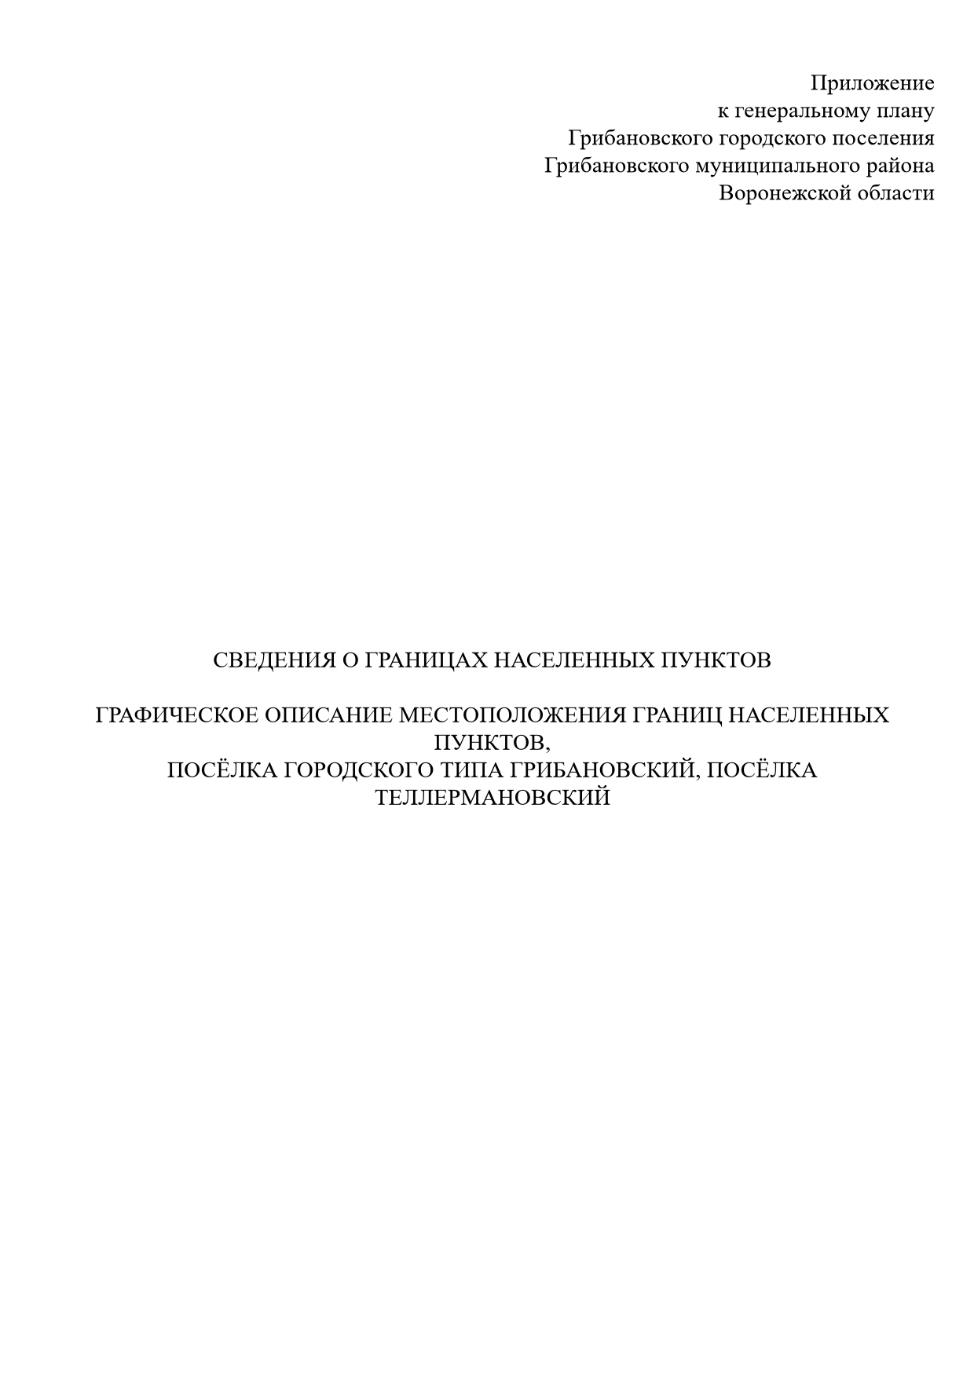 Приложение
к генеральному плану
Грибановского городского поселения
Грибановского муниципального района
Воронежской области
СВЕДЕНИЯ О ГРАНИЦАХ НАСЕЛЕННЫХ ПУНКТОВ
ГРАФИЧЕСКОЕ ОПИСАНИЕ МЕСТОПОЛОЖЕНИЯ ГРАНИЦ НАСЕЛЕННЫХ
ПУНКТОВ,
ПОСЁЛКА ГОРОДСКОГО ТИПА ГРИБАНОВСКИЙ, ПОСЁЛКА
ТЕЛЛЕРМАНОВСКИЙ